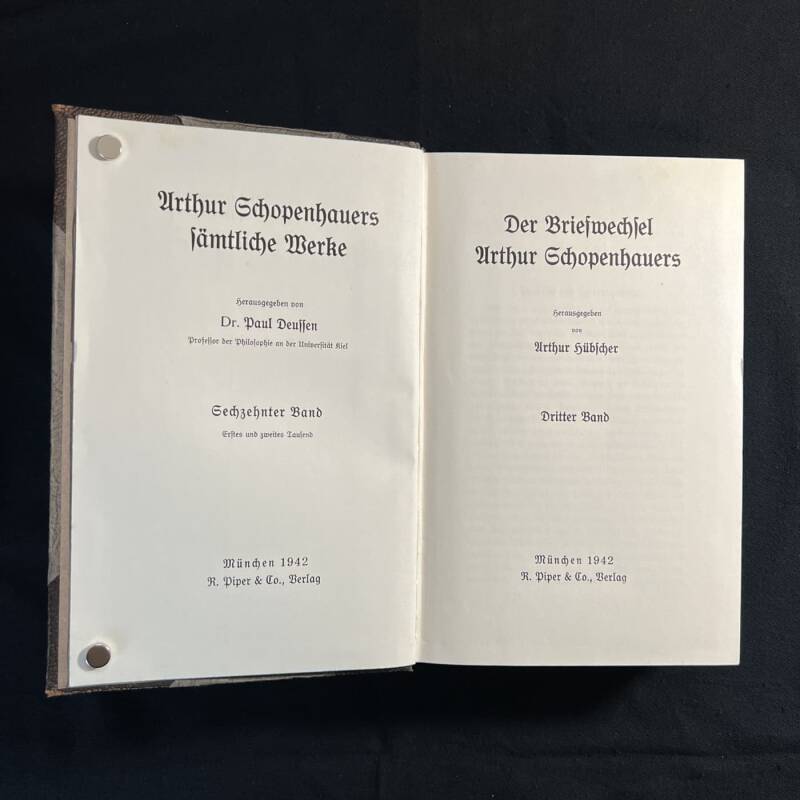 Arthur Schopenhauers
sämtliche Werke
Herausgegeben von
Dr. Paul Deussen
Professor der Philosophie an der Universität Kiel
Sechzehnter Band
Erstes und zweites Tausend
München 1942
R. Piper & Co., Verlag
Der Briefwechsel
Arthur Schopenhauers
Herausgegeben
von
Arthur Hübscher
Dritter Band
München 1942
R. Piper & Co., Verlag